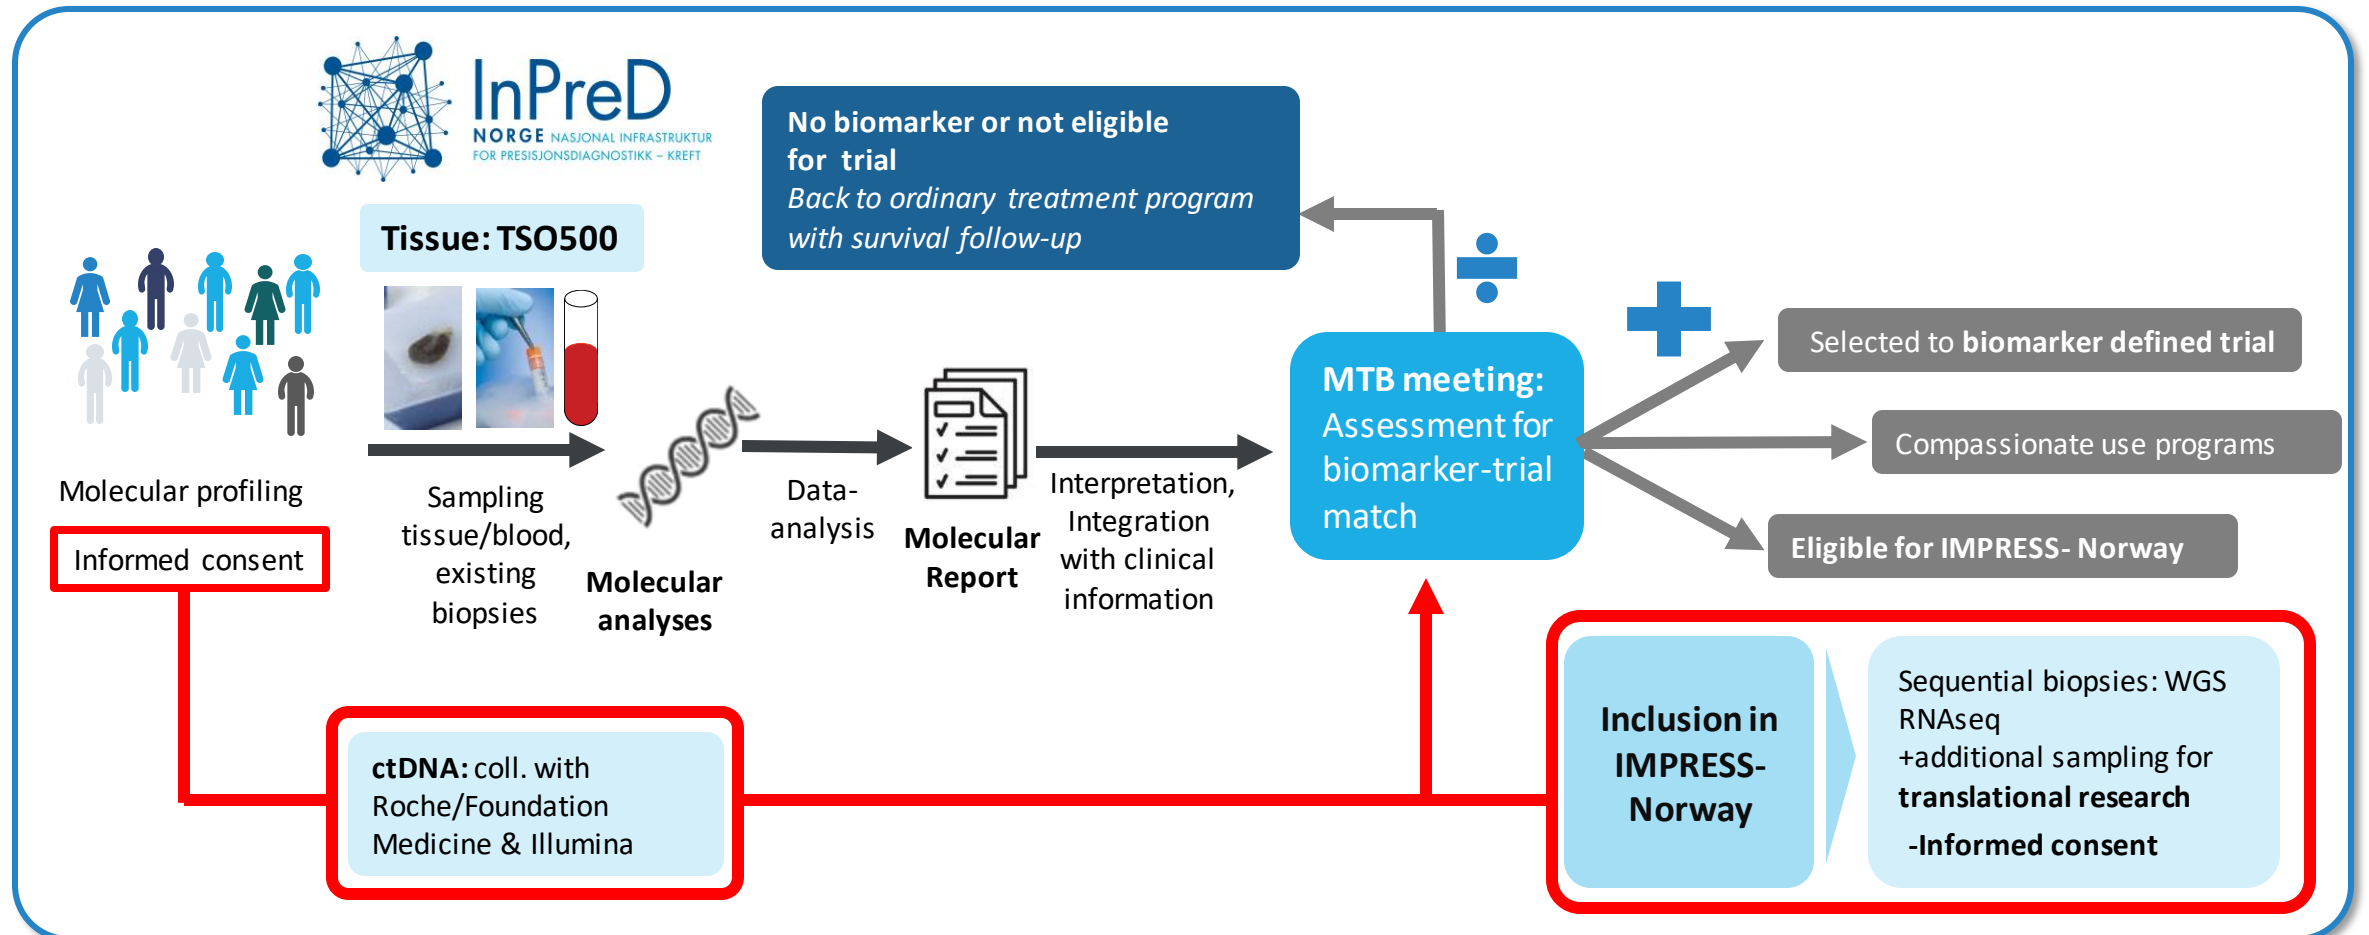 InPreD
NORGE NASJONAL INFRASTRUKTUR
FOR PRESISJONSDIAGNOSTIKK – KREFT
Tissue: TSO500
No biomarker or not eligible
for trial
Back to ordinary treatment program
with survival follow-up
Molecular profiling
Informed consent
Sampling
tissue/blood,
existing
biopsies
Molecular
analyses
Data-
analysis
Molecular
Report
Interpretation,
Integration
with clinical
information
MTB meeting:
Assessment for
biomarker-trial
match
Selected to biomarker defined trial
Compassionate use programs
Eligible for IMPRESS- Norway
ctDNA: coll. with
Roche/Foundation
Medicine & Illumina
Inclusion in
IMPRESS-
Norway
Sequential biopsies: WGS
RNAseq
+additional sampling for
translational research
-Informed consent